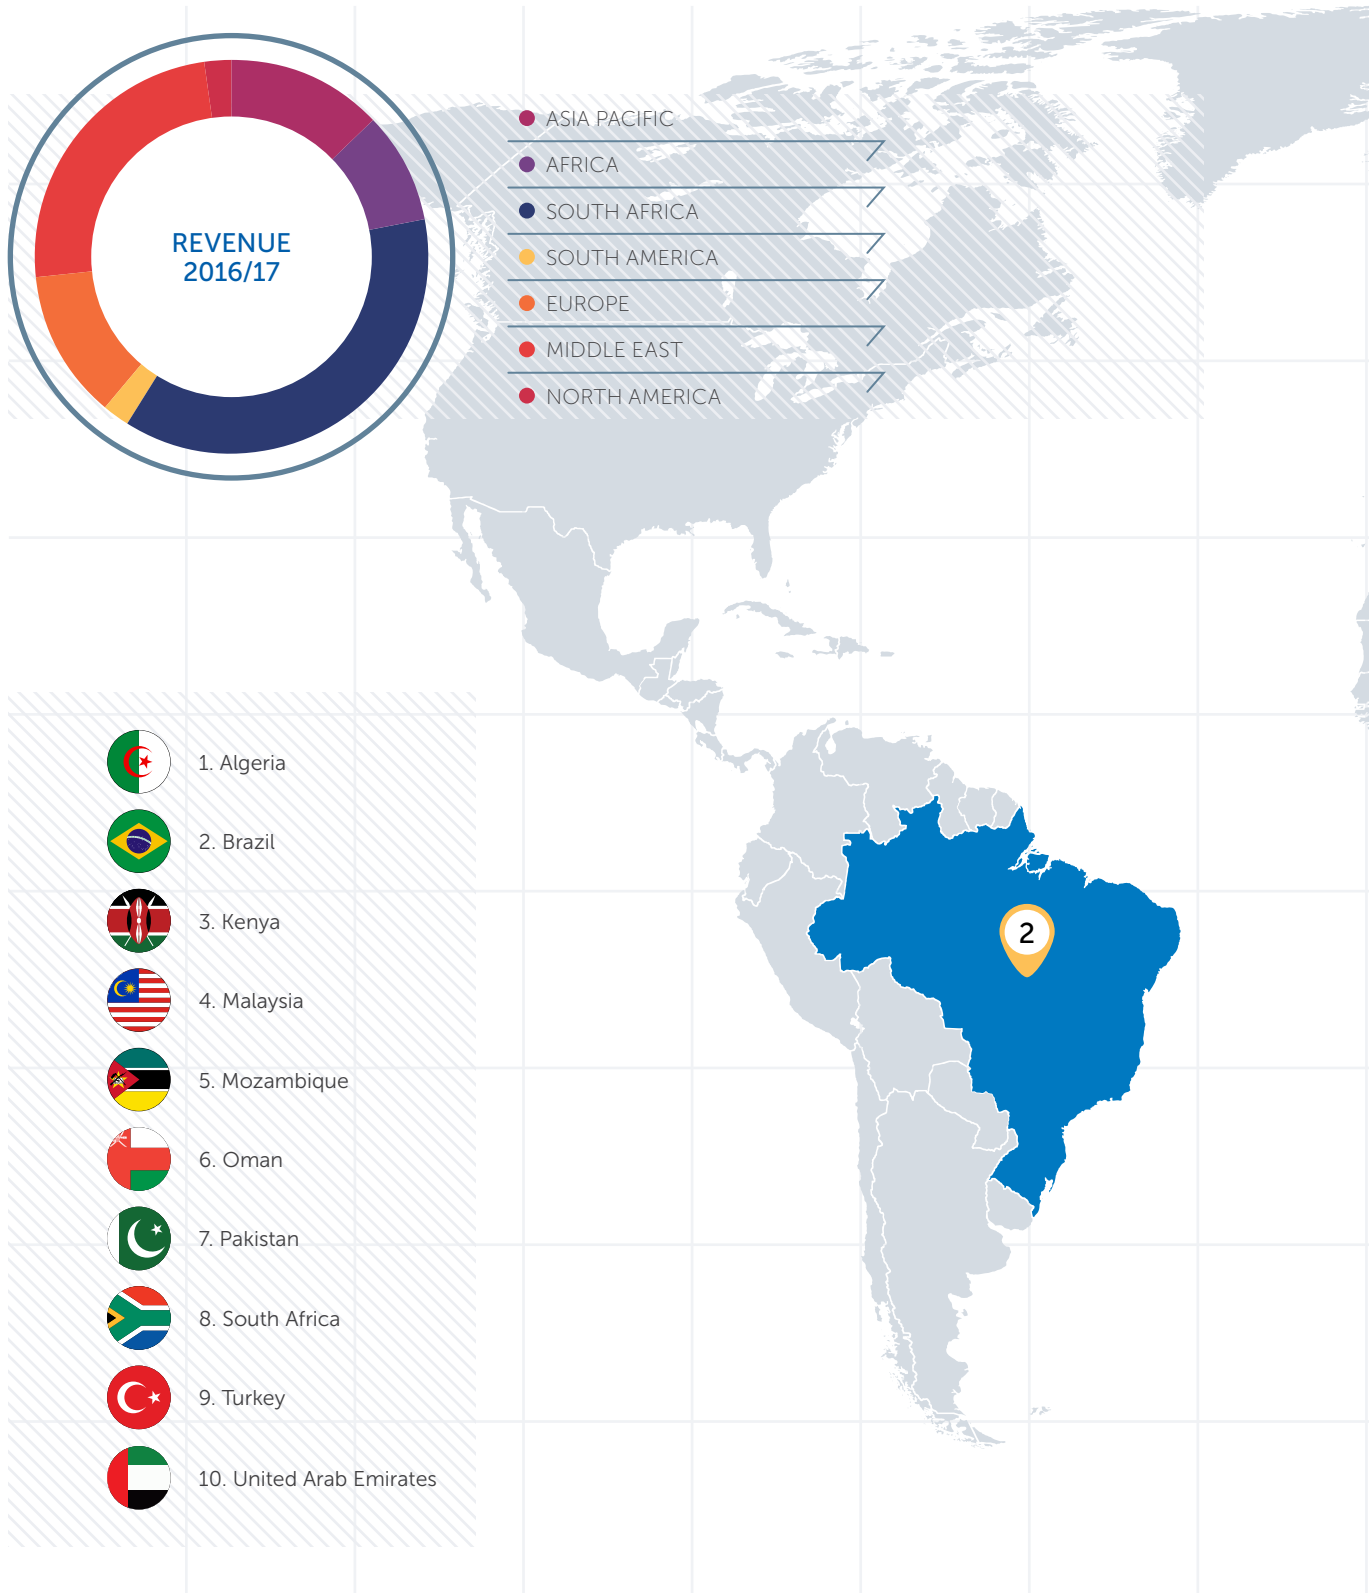 REVENUE
2016/17
ASIA PACIFIC
AFRICA
SOUTH AFRICA
SOUTH AMERICA
EUROPE
MIDDLE EAST
NORTH AMERICA
1. Algeria
2. Brazil
3. Kenya
4. Malaysia
5. Mozambique
6. Oman
7. Pakistan
8. South Africa
9. Turkey
10. United Arab Emirates
2